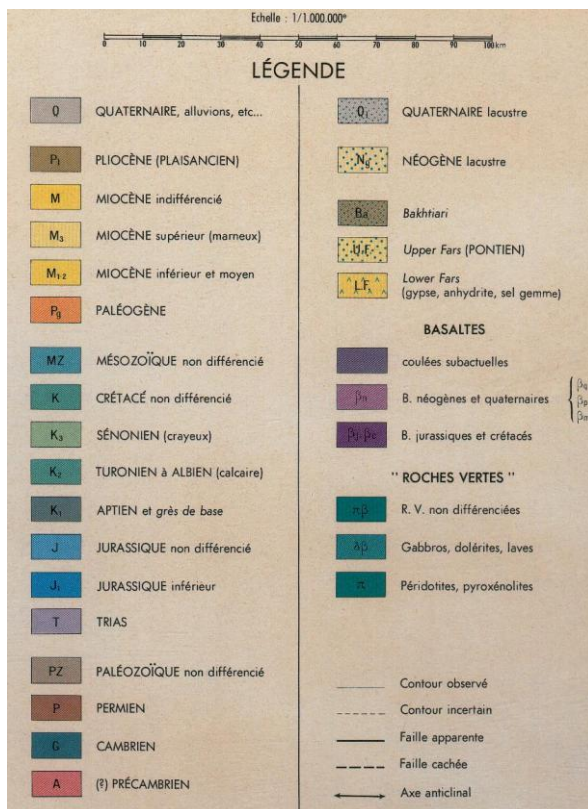 Echelle : 1/1.000.000ᵉ
0 10 20 30 40 50 60 70 80 90 100 km
LÉGENDE
Q QUATERNAIRE, alluvions, etc...
P₁ PLIOCÈNE (PLAISANCIEN)
M MIOCÈNE indifférencié
M₃ MIOCÈNE supérieur (marneux)
M₁₋₂ MIOCÈNE inférieur et moyen
Pg PALÉOGÈNE
MZ MÉSOZOÏQUE non différencié
K CRÉTACÉ non différencié
K₃ SÉNONIEN (crayeux)
K₂ TURONIEN à ALBIEN (calcaire)
K₁ APTIEN et grès de base
J JURASSIQUE non différencié
J₁ JURASSIQUE inférieur
T TRIAS
PZ PALÉOZOÏQUE non différencié
P PERMIEN
G CAMBRIEN
A (?) PRÉCAMBRIEN
QUATERNAIRE lacustre
Ng NÉOGÈNE lacustre
Bakhtiari
U.F. Upper Fars (PONTIEN)
L.F. Lower Fars
(gypse, anhydrite, sel gemme)
BASALTES
coulées subactuelles
βn B. néogènes et quaternaires
βq
βp
βm
βj-βc B. jurassiques et crétacés
" ROCHES VERTES "
πβ R. V. non différenciées
δβ Gabbros, dolérites, laves
π Péridotites, pyroxénolites
Contour observé
Contour incertain
Faille apparente
Faille cachée
Axe anticlinal